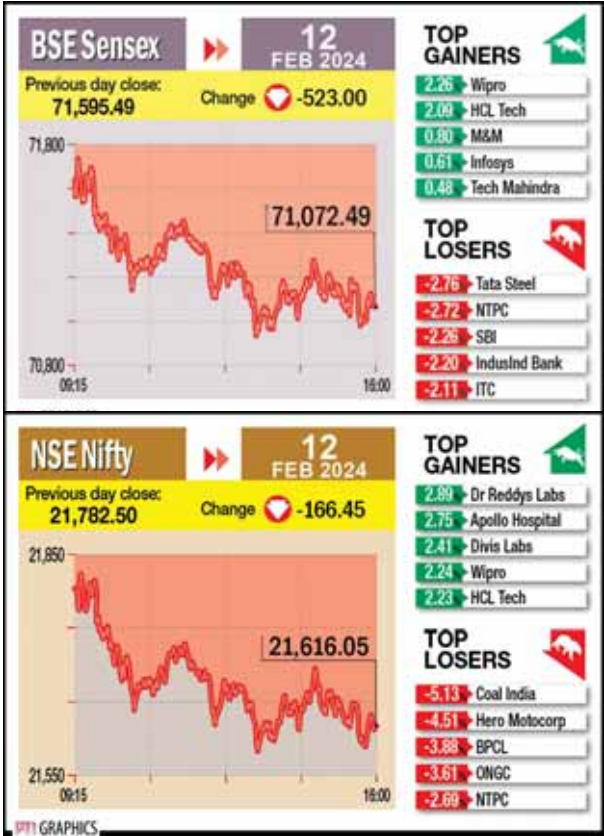 BSE Sensex
12
FEB 2024
Previous day close:
71,595.49
Change -523.00
71,800
71,072.49
70,800
09:15 16:00
TOP
GAINERS
2.26 Wipro
2.09 HCL Tech
0.80 M&M
0.61 Infosys
0.48 Tech Mahindra
TOP
LOSERS
-2.76 Tata Steel
-2.72 NTPC
-2.26 SBI
-2.20 IndusInd Bank
-2.11 ITC
NSE Nifty
12
FEB 2024
Previous day close:
21,782.50
Change -166.45
21,850
21,616.05
21,550
09:15 16:00
TOP
GAINERS
2.89 Dr Reddys Labs
2.75 Apollo Hospital
2.41 Divis Labs
2.24 Wipro
2.23 HCL Tech
TOP
LOSERS
-5.13 Coal India
-4.51 Hero Motocorp
-3.88 BPCL
-3.61 ONGC
-2.69 NTPC
PTI GRAPHICS